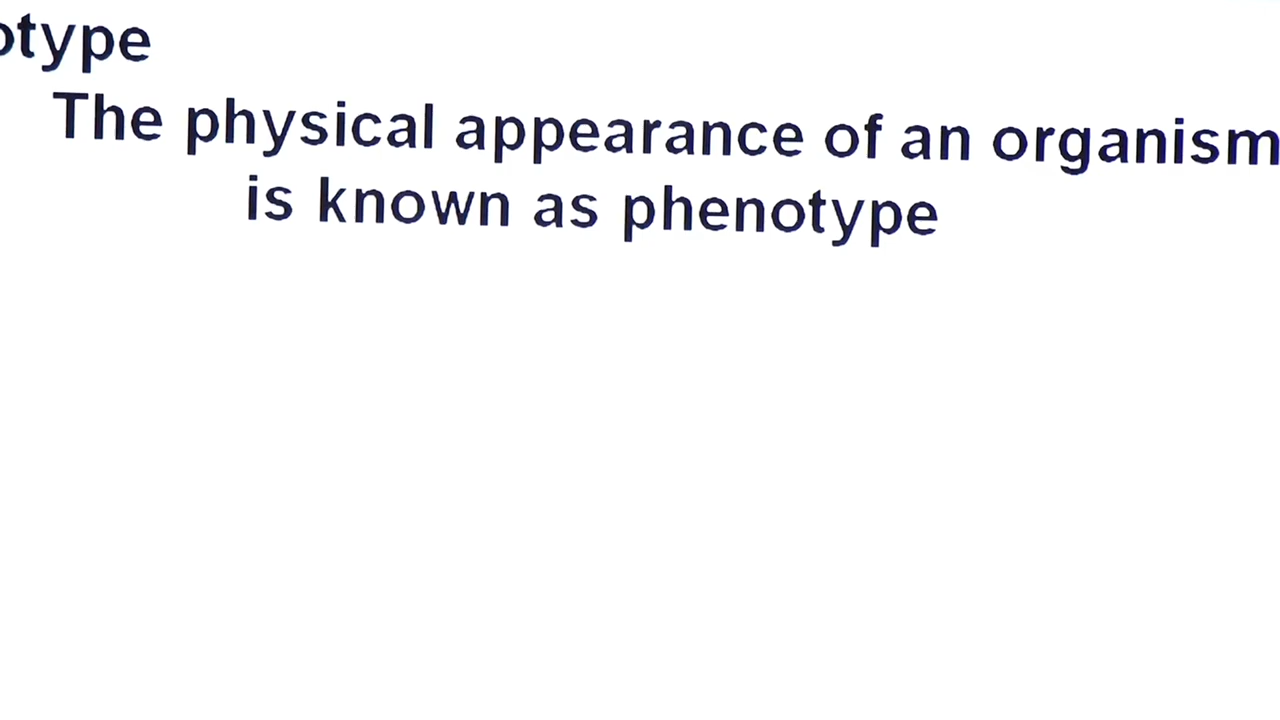 otype
The physical appearance of an organism
is known as phenotype